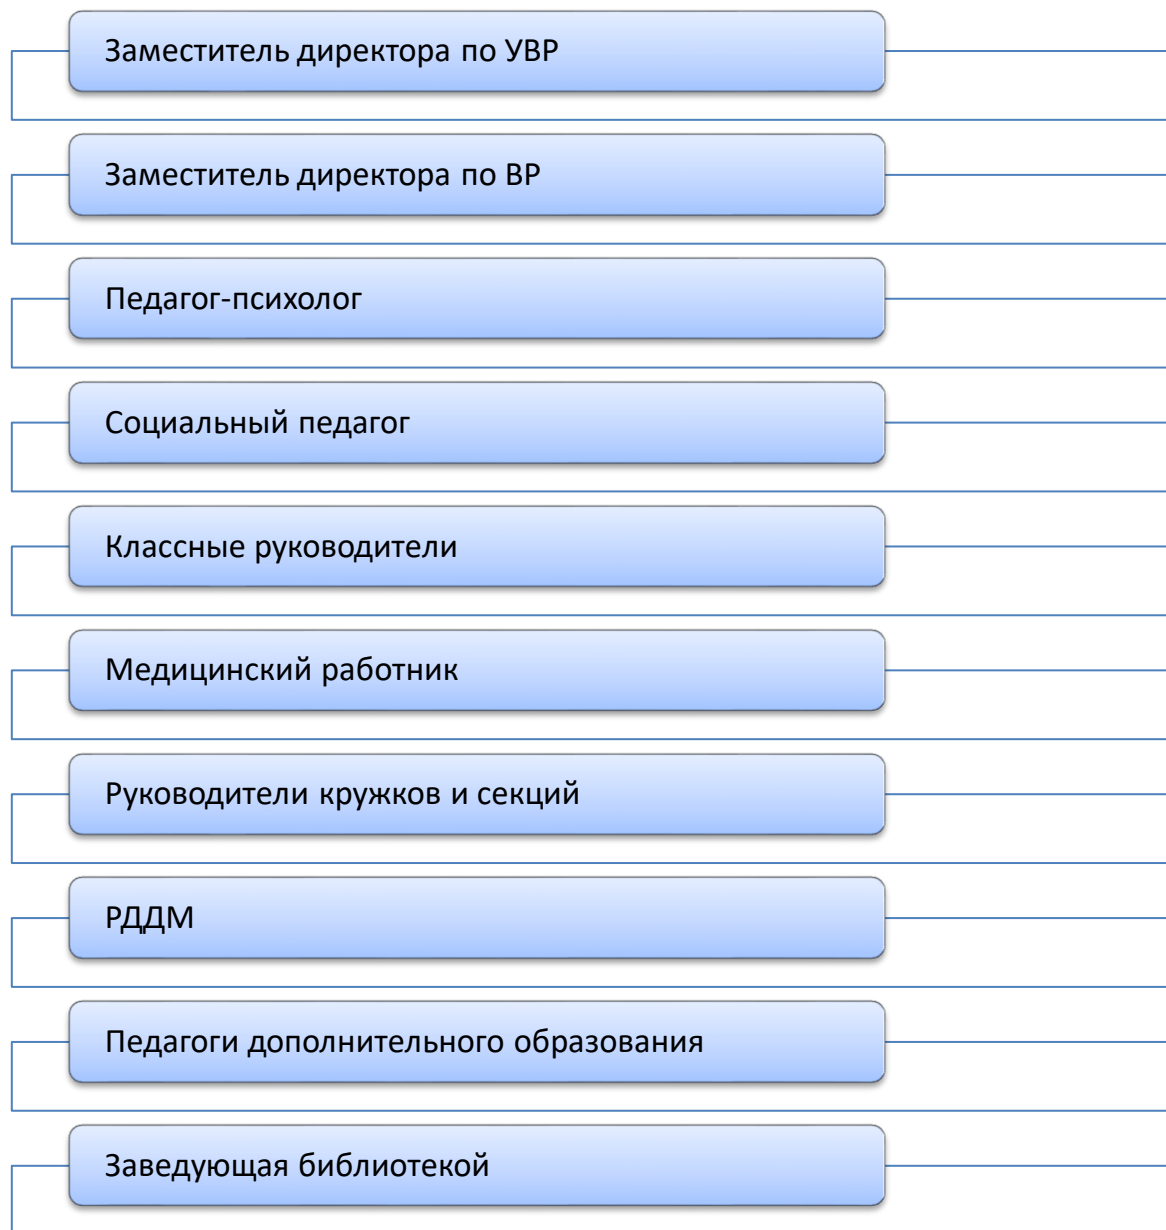 Заместитель директора по УВР
Заместитель директора по ВР
Педагог-психолог
Социальный педагог
Классные руководители
Медицинский работник
Руководители кружков и секций
РДДМ
Педагоги дополнительного образования
Заведующая библиотекой